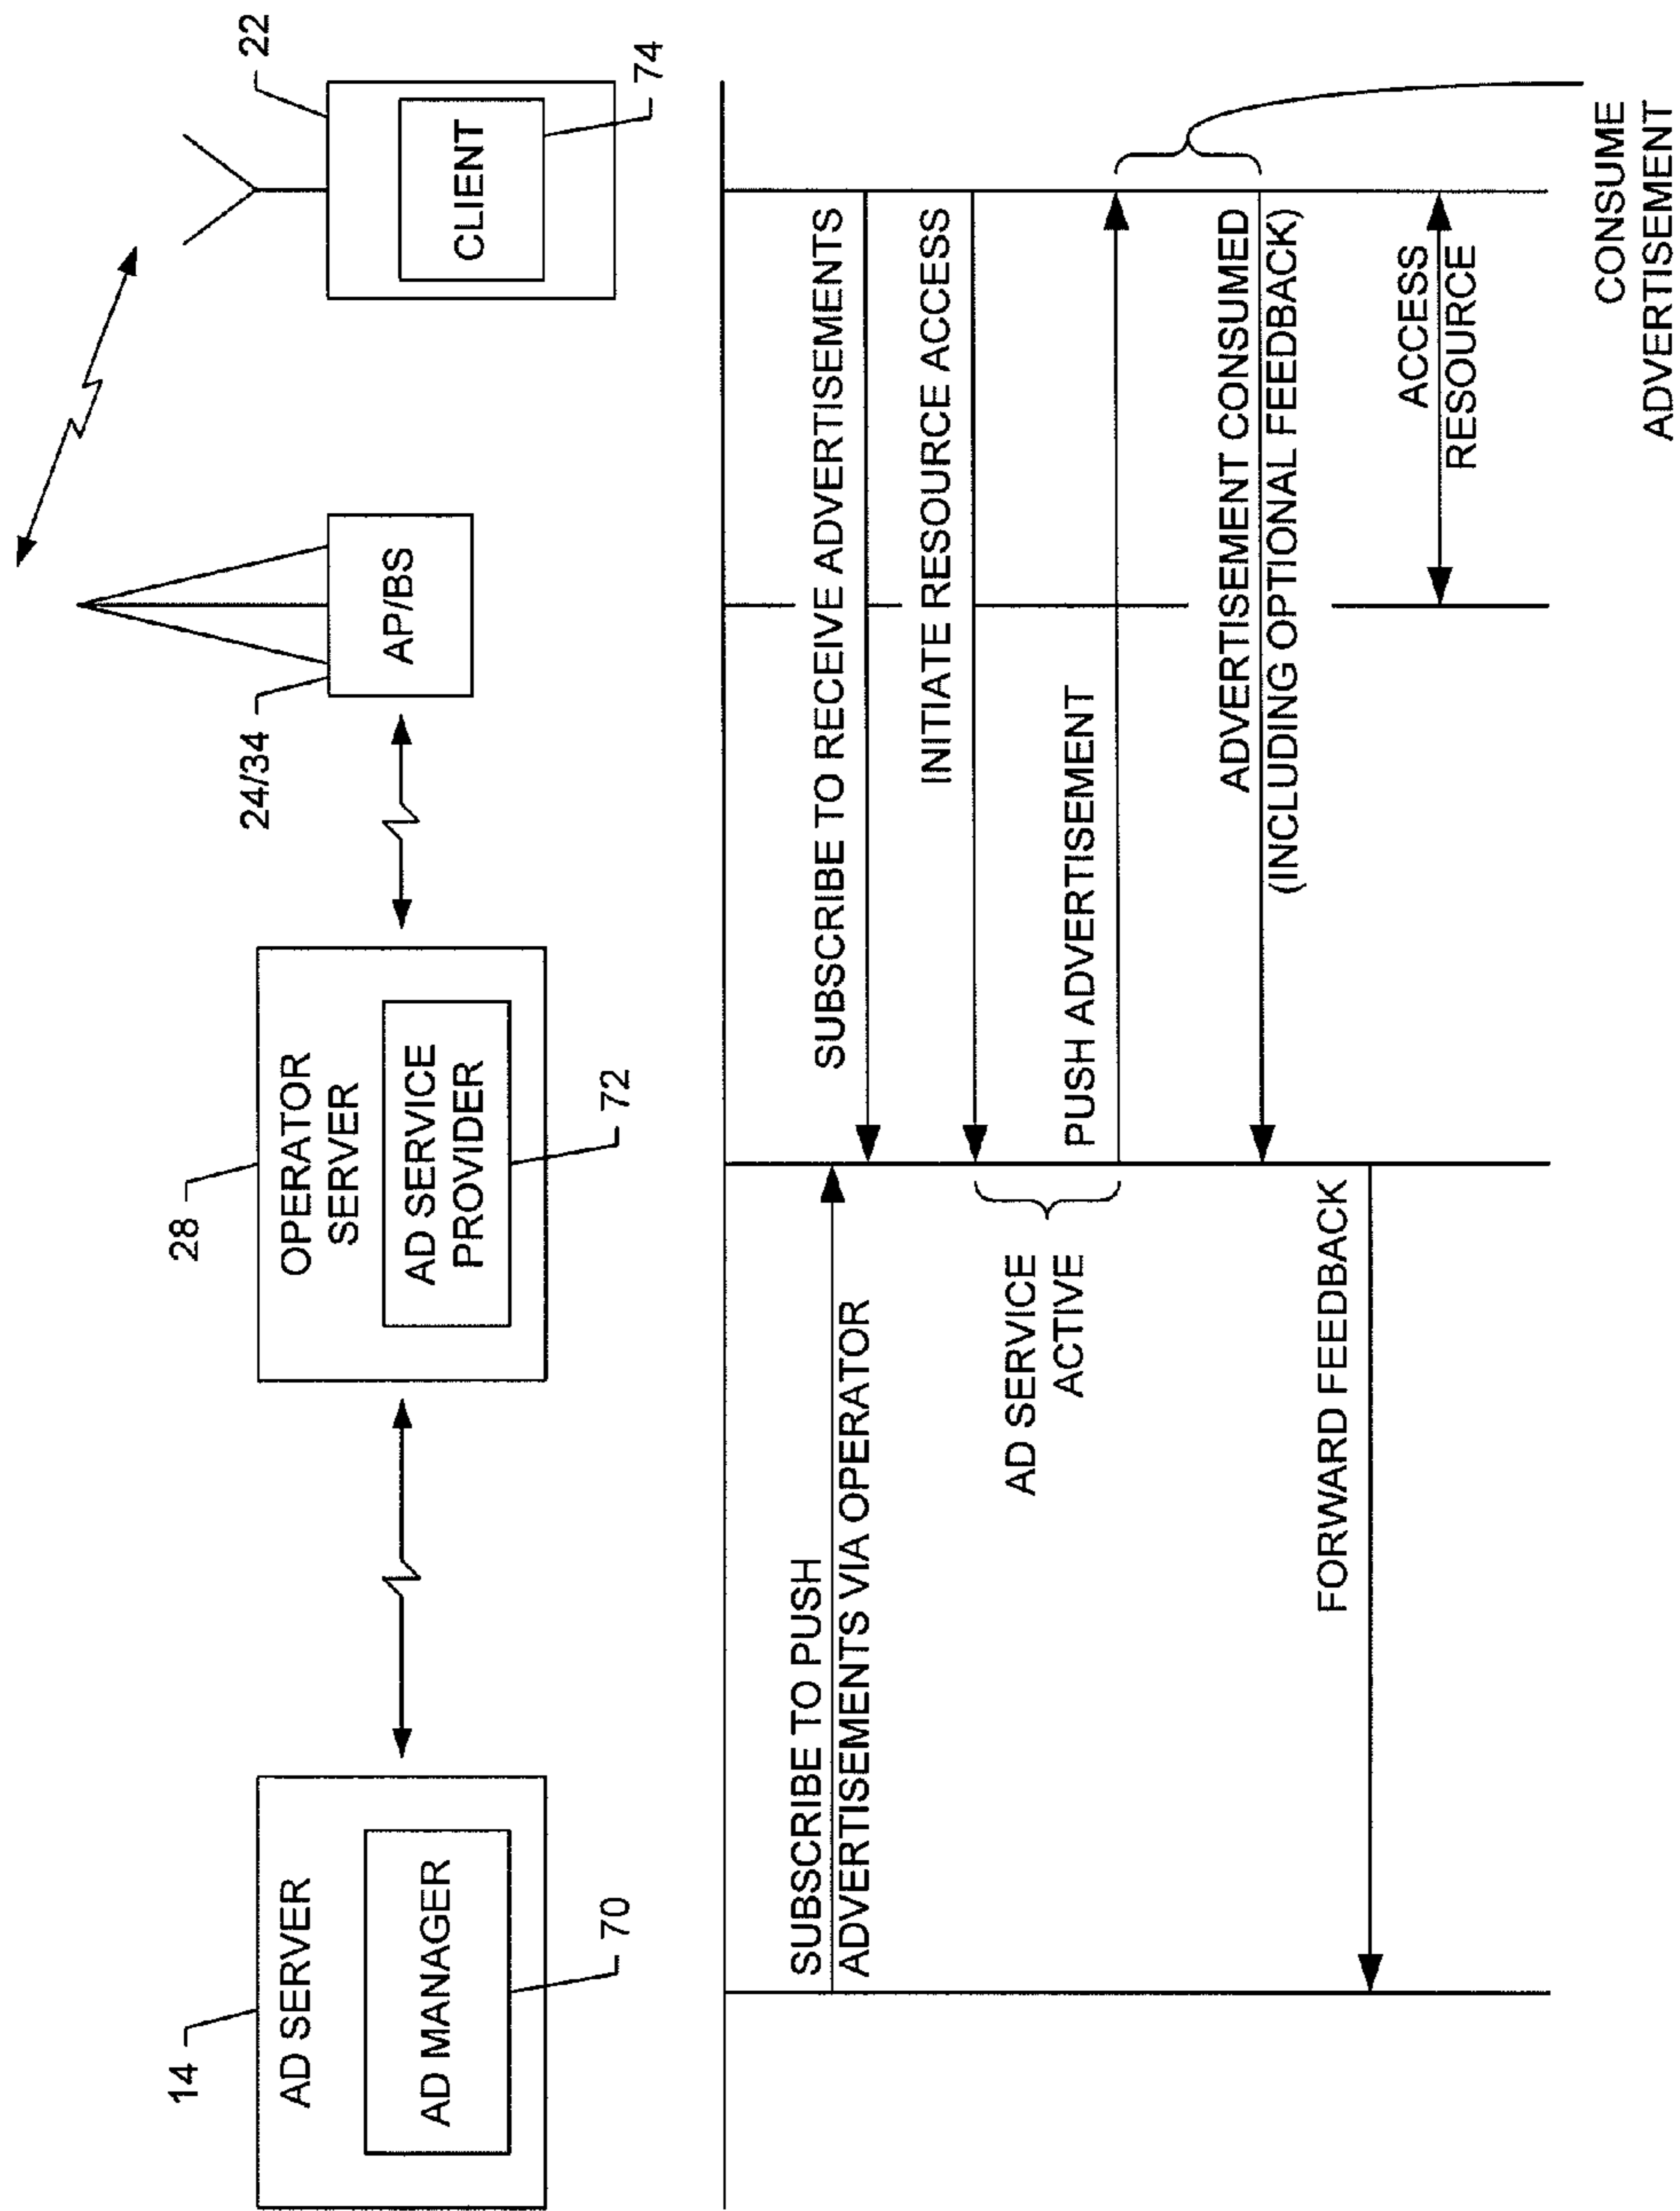 14
AD SERVER
AD MANAGER
70
28
OPERATOR
SERVER
AD SERVICE
PROVIDER
72
24/34
AP/BS
22
CLIENT
74
SUBSCRIBE TO PUSH
ADVERTISEMENTS VIA OPERATOR
SUBSCRIBE TO RECEIVE ADVERTISEMENTS
INITIATE RESOURCE ACCESS
AD SERVICE
ACTIVE
PUSH ADVERTISEMENT
ADVERTISEMENT CONSUMED
(INCLUDING OPTIONAL FEEDBACK)
FORWARD FEEDBACK
ACCESS
RESOURCE
CONSUME
ADVERTISEMENT